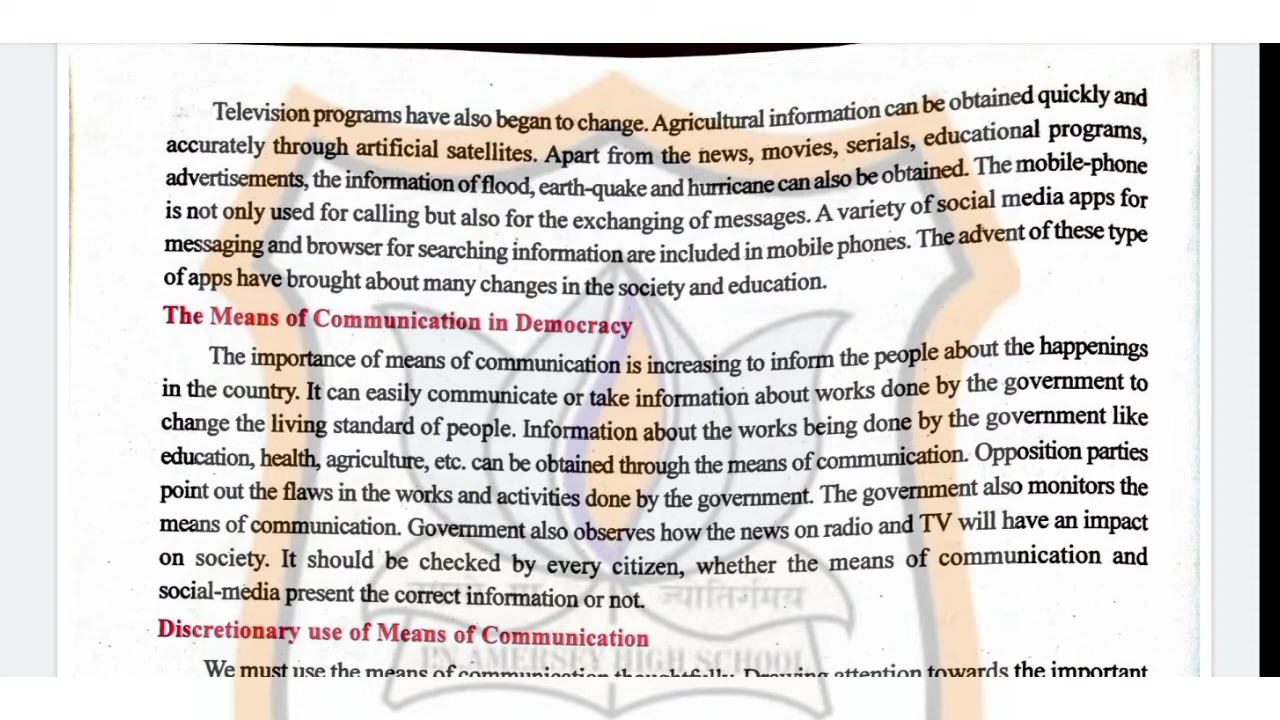 Television programs have also began to change. Agricultural information can be obtained quickly and
accurately through artificial satellites. Apart from the news, movies, serials, educational programs,
advertisements, the information of flood, earth-quake and hurricane can also be obtained. The mobile-phone
is not only used for calling but also for the exchanging of messages. A variety of social media apps for
messaging and browser for searching information are included in mobile phones. The advent of these type
of apps have brought about many changes in the society and education.
The Means of Communication in Democracy
The importance of means of communication is increasing to inform the people about the happenings
in the country. It can easily communicate or take information about works done by the government to
change the living standard of people. Information about the works being done by the government like
education, health, agriculture, etc. can be obtained through the means of communication. Opposition parties
point out the flaws in the works and activities done by the government. The government also monitors the
means of communication. Government also observes how the news on radio and TV will have an impact
on society. It should be checked by every citizen, whether the means of communication and
social-media present the correct information or not.
ज्योतिर्गमय
Discretionary use of Means of Communication
AMERSEY HIGH SCHOOL
We must use the means of communication thoughtfully. Drawing attention towards the important